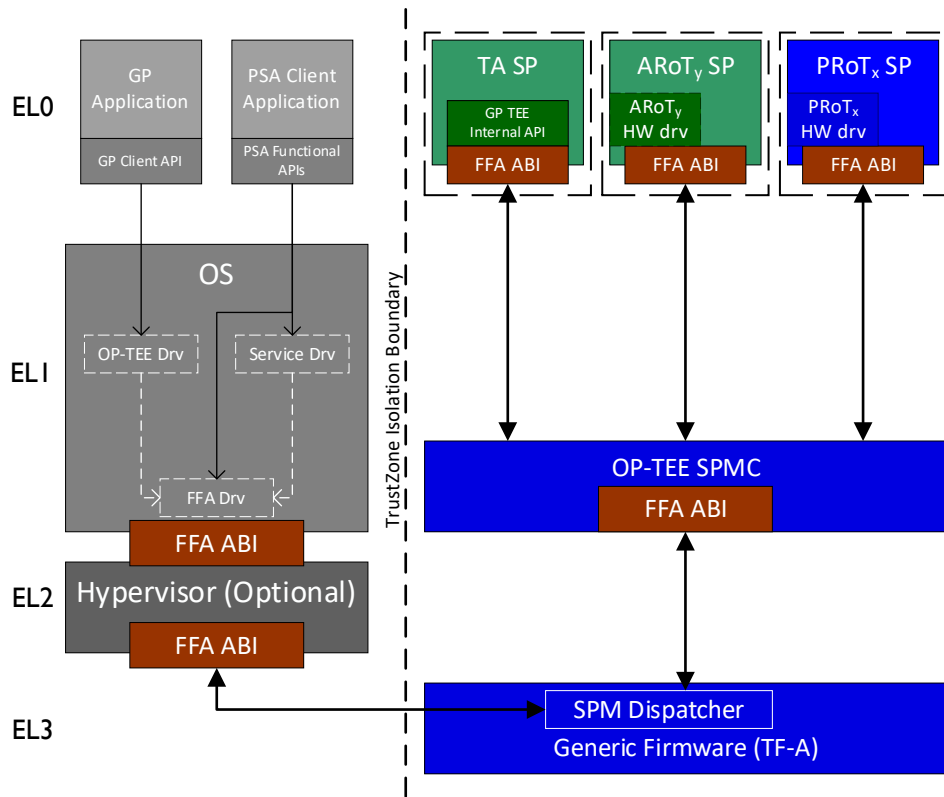 EL0
GP
Application
GP Client API
PSA Client
Application
PSA Functional
APIs
TA SP
GP TEE
Internal API
FFA ABI
ARoTy SP
ARoTy
HW drv
FFA ABI
PRoTx SP
PRoTx
HW drv
FFA ABI
EL1
OS
OP-TEE Drv
Service Drv
FFA Drv
FFA ABI
TrustZone Isolation Boundary
OP-TEE SPMC
FFA ABI
EL2
Hypervisor (Optional)
FFA ABI
EL3
SPM Dispatcher
Generic Firmware (TF-A)